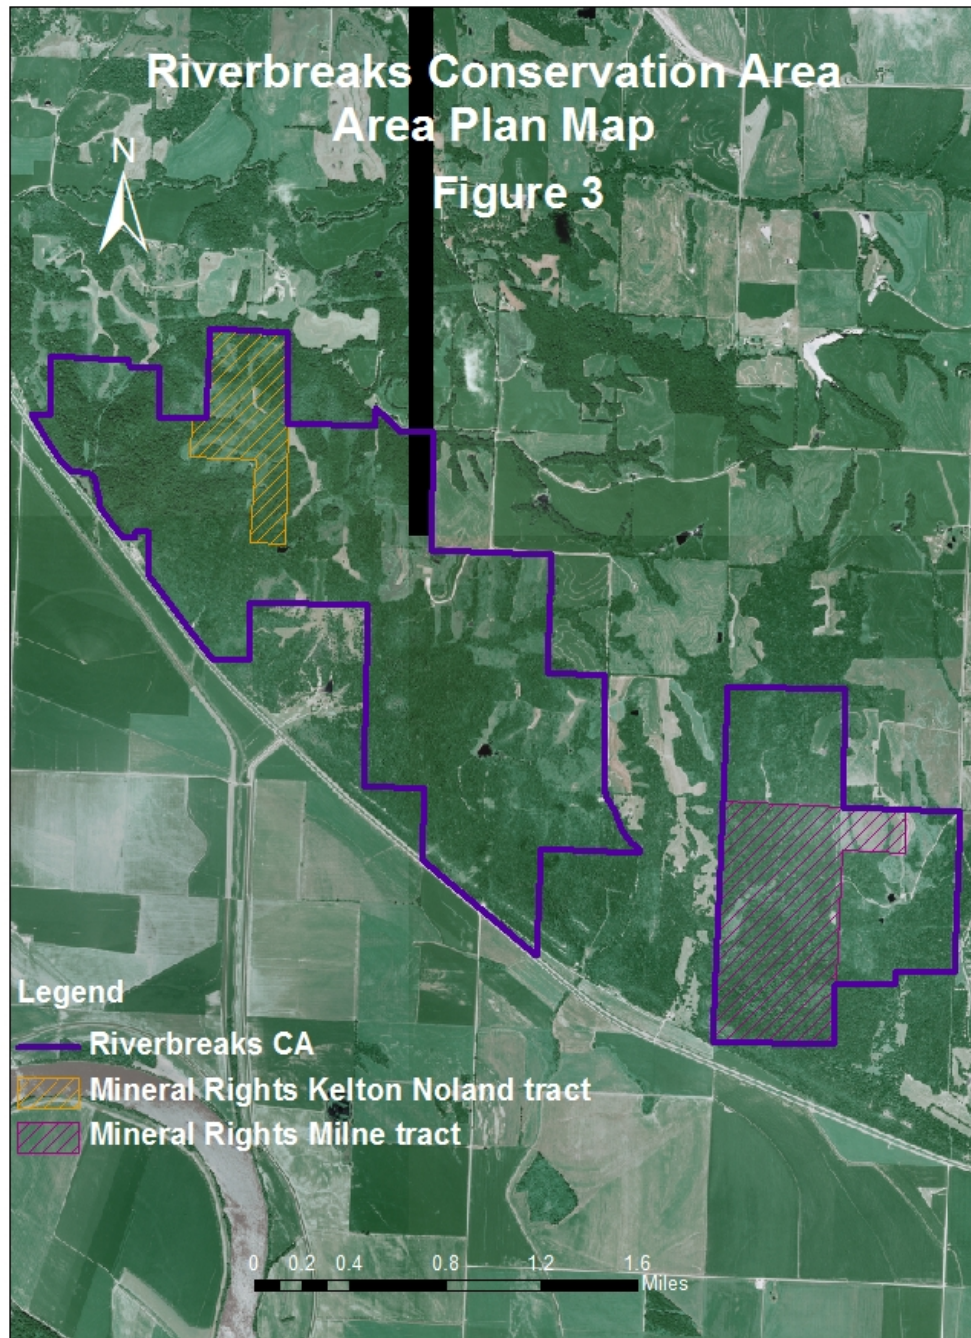 Riverbreaks Conservation Area
Area Plan Map
Figure 3
N
Legend
Riverbreaks CA
Mineral Rights Kelton Noland tract
Mineral Rights Milne tract
0 0.2 0.4 0.8 1.2 1.6
Miles